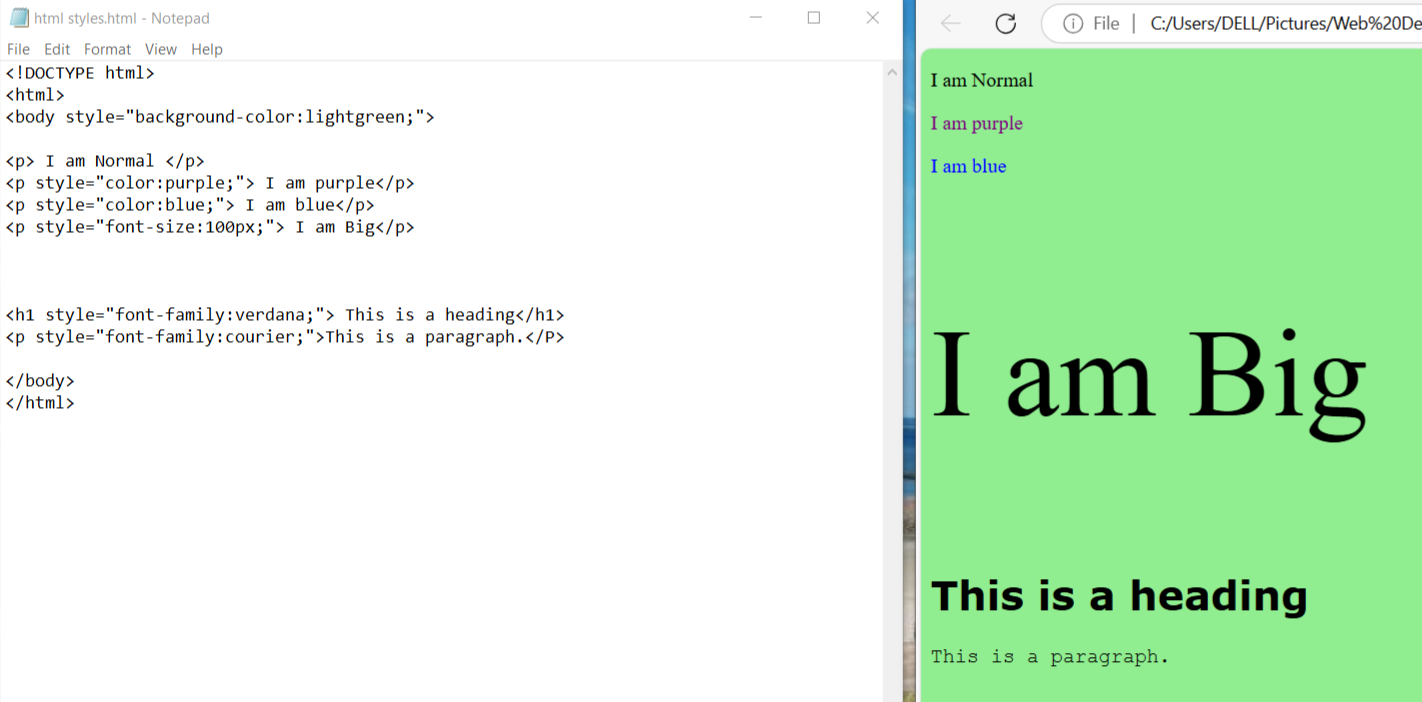 html styles.html - Notepad
File Edit Format View Help
<!DOCTYPE html>
<html>
<body style="background-color:lightgreen;">
<p> I am Normal </p>
<p style="color:purple;"> I am purple</p>
<p style="color:blue;"> I am blue</p>
<p style="font-size:100px;"> I am Big</p>
<h1 style="font-family:verdana;"> This is a heading</h1>
<p style="font-family:courier;">This is a paragraph.</P>
</body>
</html>
File | C:/Users/DELL/Pictures/Web%20De
I am Normal
I am purple
I am blue
I am Big
This is a heading
This is a paragraph.